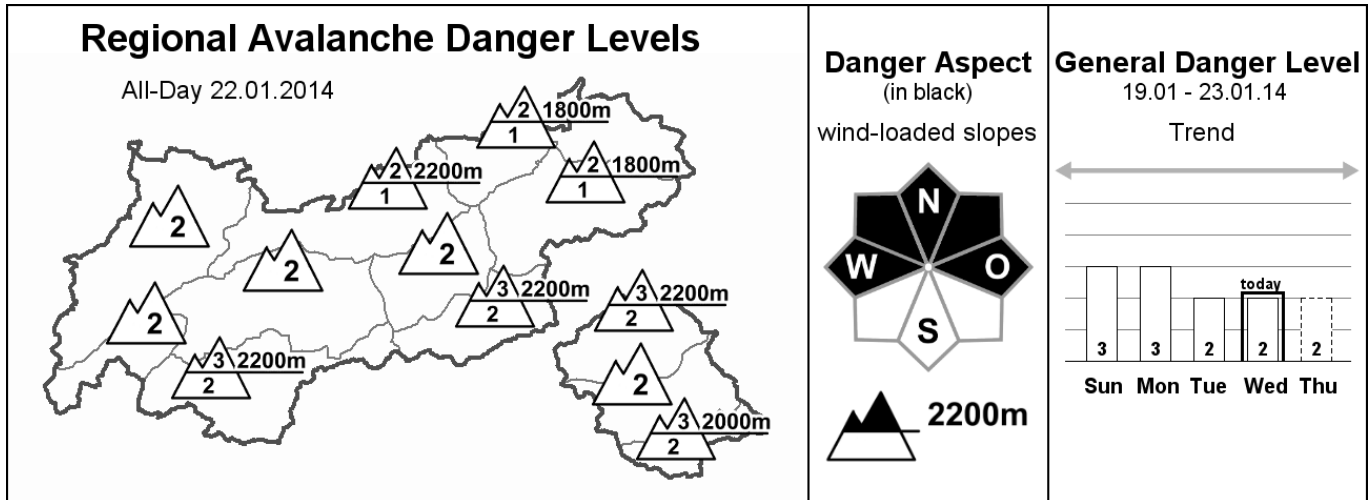 Regional Avalanche Danger Levels
All-Day 22.01.2014
2 1800m
1
2 2200m
1
2 1800m
1
2
2
2
3 2200m
2
3 2200m
2
2
3 2200m
2
2
3 2000m
2
Danger Aspect
(in black)
wind-loaded slopes
N
W O
S
2200m
General Danger Level
19.01 - 23.01.14
Trend
today
3 3 2 2 2
Sun Mon Tue Wed Thu